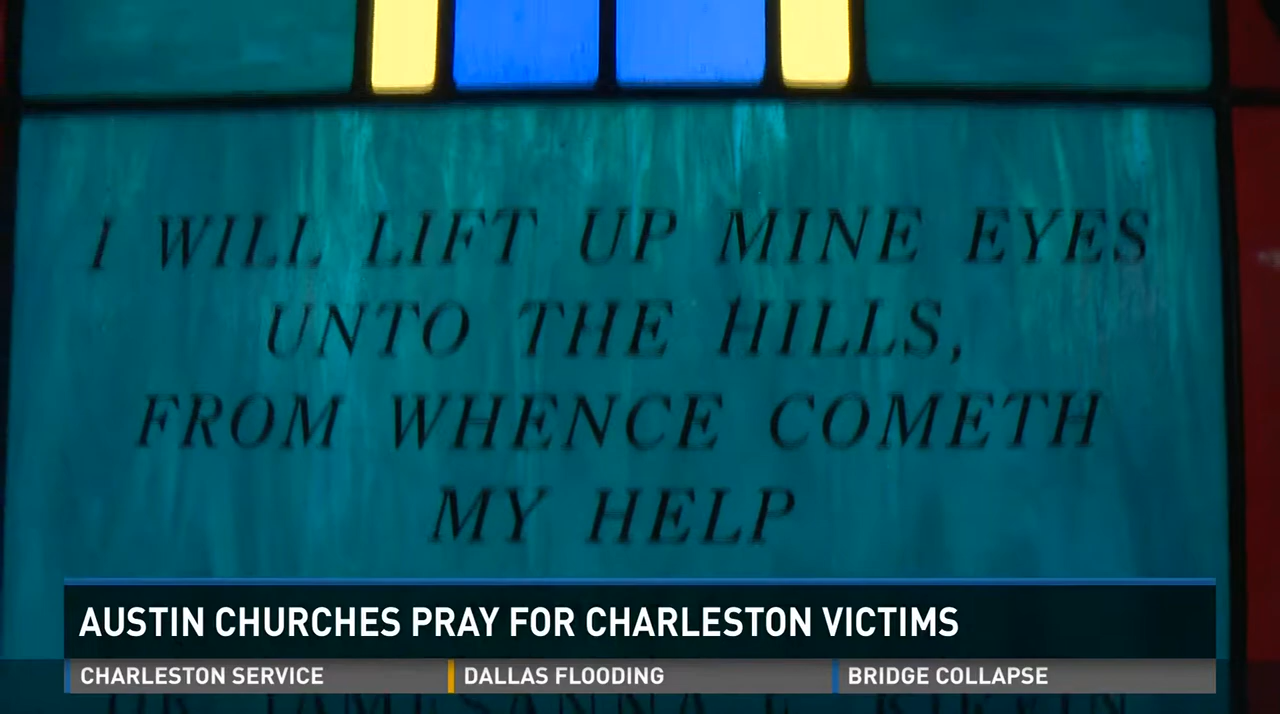 I WILL LIFT UP MINE EYES
UNTO THE HILLS,
FROM WHENCE COMETH
MY HELP
AUSTIN CHURCHES PRAY FOR CHARLESTON VICTIMS
CHARLESTON SERVICE
DALLAS FLOODING
BRIDGE COLLAPSE